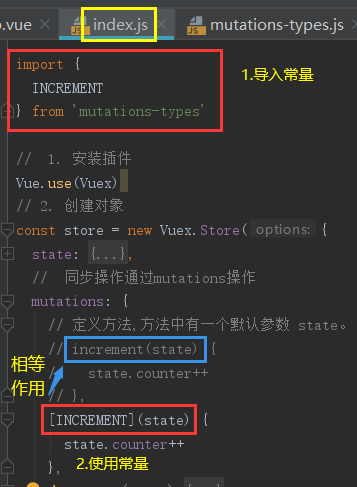 .vue index.js mutations-types.js
import { 1.导入常量
INCREMENT
} from 'mutations-types'
// 1. 安装插件
Vue.use(Vuex)
// 2. 创建对象
const store = new Vuex.Store( options: {
state: {...},
// 同步操作通过mutations操作
mutations: {
// 定义方法,方法中有一个默认参数 state。
// increment(state) {
相等
作用
// state.counter++
// },
[INCREMENT](state) {
state.counter++
2.使用常量
},